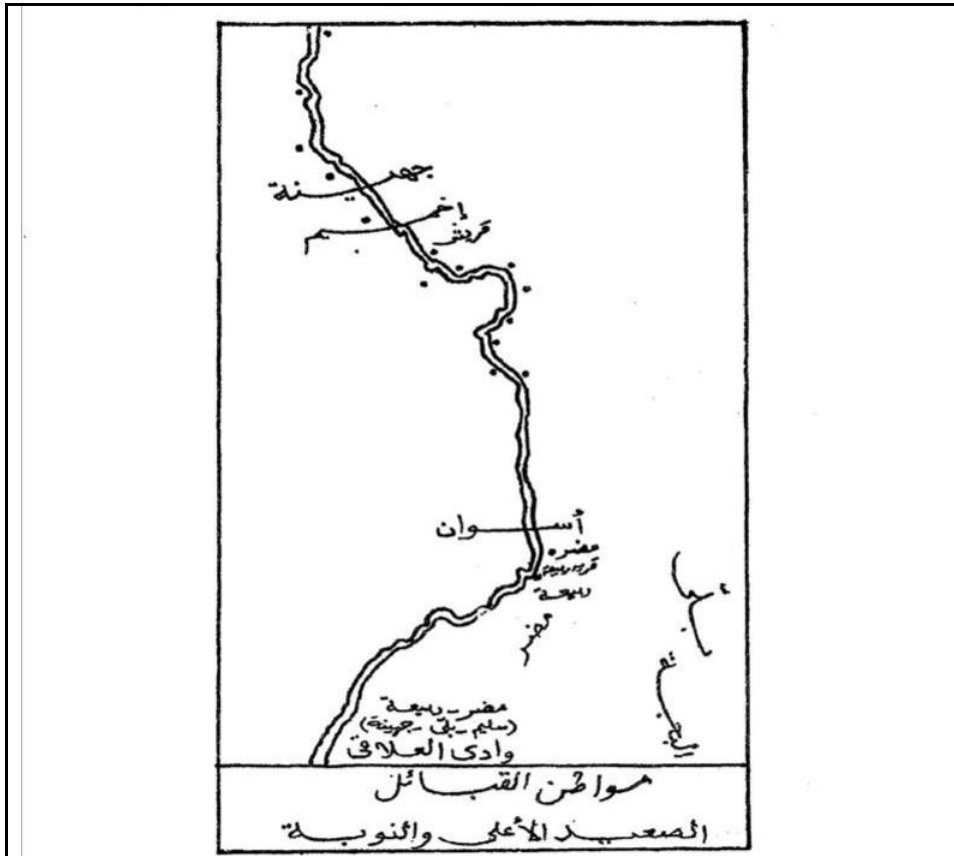 جهينة
إخميم
قريش
أسوان
مضر
ربيعة
مضر
مضر - ربيعة
(سليم - بلى - جهينة)
وادى العلاقى
مواطن القبائل
الصعيد الأعلى والنوبة